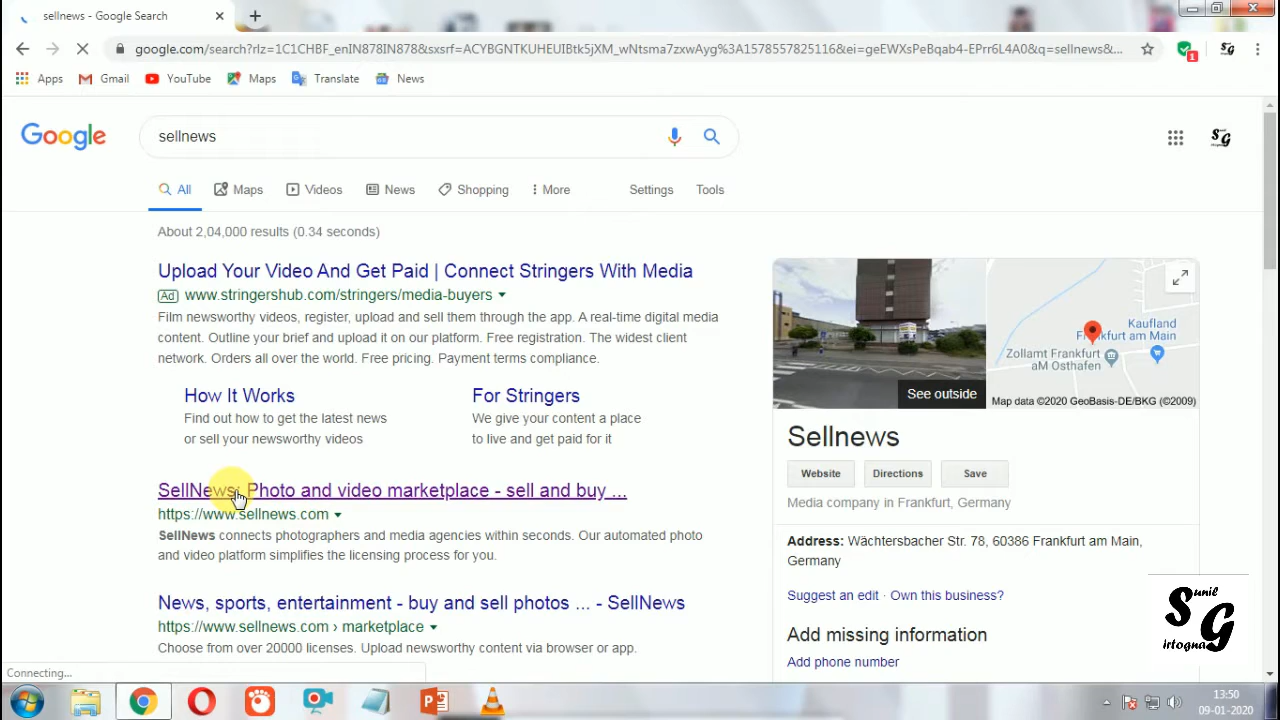 sellnews - Google Search
google.com/search?rlz=1C1CHBF_enIN878IN878&sxsrf=ACYBGNTKUHEUIBtk5jXM_wNtsma7zxwAyg%3A1578557825116&ei=geEWXsPeBqab4-EPrr6L4A0&q=sellnews&...
1
SG
Apps Gmail YouTube Maps Translate News
Google
sellnews
SG
All Maps Videos News Shopping More Settings Tools
About 2,04,000 results (0.34 seconds)
Upload Your Video And Get Paid | Connect Stringers With Media
Ad www.stringershub.com/stringers/media-buyers
Film newsworthy videos, register, upload and sell them through the app. A real-time digital media
content. Outline your brief and upload it on our platform. Free registration. The widest client
network. Orders all over the world. Free pricing. Payment terms compliance.
How It Works
Find out how to get the latest news
or sell your newsworthy videos
For Stringers
We give your content a place
to live and get paid for it
SellNews: Photo and video marketplace - sell and buy ...
https://www.sellnews.com
SellNews connects photographers and media agencies within seconds. Our automated photo
and video platform simplifies the licensing process for you.
News, sports, entertainment - buy and sell photos ... - SellNews
https://www.sellnews.com › marketplace
Choose from over 20000 licenses. Upload newsworthy content via browser or app.
Connecting...
See outside
Kaufland
Frankfurt am Main
Zollamt Frankfurt
aM Osthafen
Map data ©2020 GeoBasis-DE/BKG (©2009)
Sellnews
Website Directions Save
Media company in Frankfurt, Germany
Address: Wächtersbacher Str. 78, 60386 Frankfurt am Main,
Germany
Suggest an edit · Own this business?
Add missing information
Add phone number
Sunil
Girtogna
13:50
09-01-2020